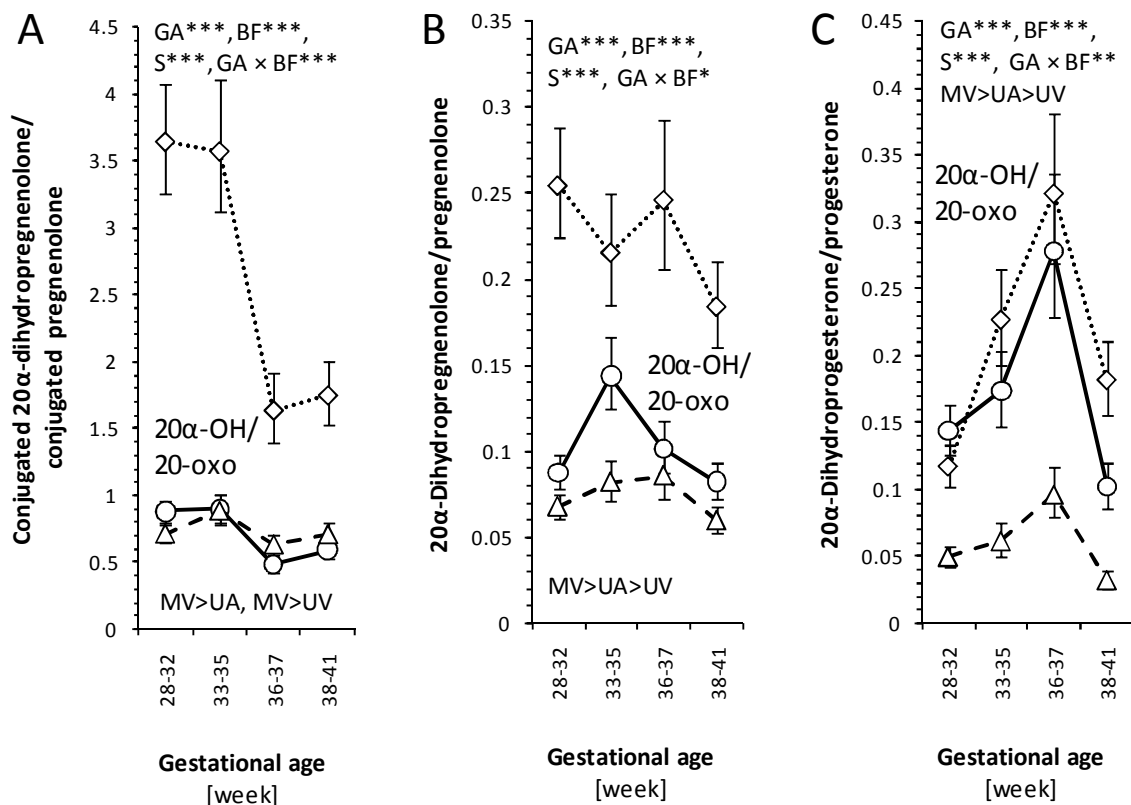 A
GA***, BF***,
S***, GA × BF***
Conjugated 20α-dihydropregnenolone/
conjugated pregnenolone
4.5
4
3.5
3
2.5
2
1.5
1
0.5
0
20α-OH/
20-oxo
MV>UA, MV>UV
28-32
33-35
36-37
38-41
Gestational age
[week]
B
GA***, BF***,
S***, GA × BF*
20α-Dihydropregnenolone/pregnenolone
0.35
0.3
0.25
0.2
0.15
0.1
0.05
0
20α-OH/
20-oxo
MV>UA>UV
28-32
33-35
36-37
38-41
Gestational age
[week]
C
GA***, BF***,
S***, GA × BF**
MV>UA>UV
20α-Dihydroprogesterone/progesterone
0.45
0.4
0.35
0.3
0.25
0.2
0.15
0.1
0.05
0
20α-OH/
20-oxo
28-32
33-35
36-37
38-41
Gestational age
[week]